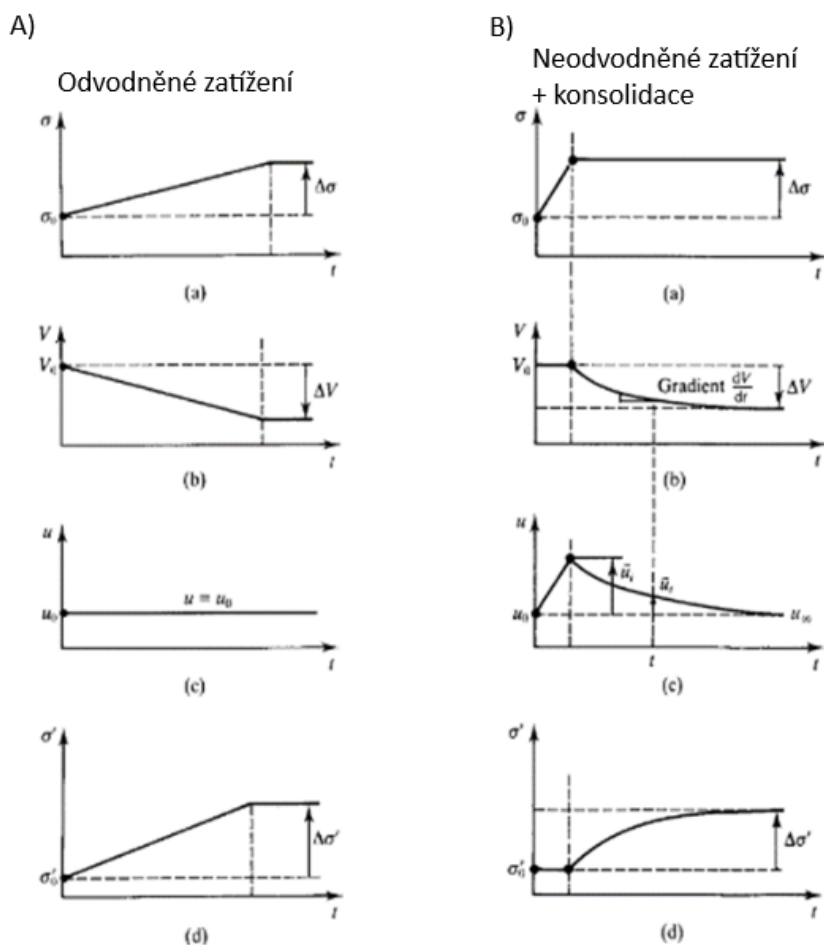 A)
Odvodněné zatížení
σ
σ₀
Δσ
t
(a)
V
V₀
ΔV
t
(b)
u
u = u₀
u₀
t
(c)
σ′
Δσ′
σ′₀
t
(d)
B)
Neodvodněné zatížení
+ konsolidace
σ
Δσ
σ₀
t
(a)
V
V₀
Gradient dV/dt
ΔV
t
(b)
u
ūᵢ
ūₜ
u₀
u∞
t
t
(c)
σ′
Δσ′
σ′₀
t
(d)